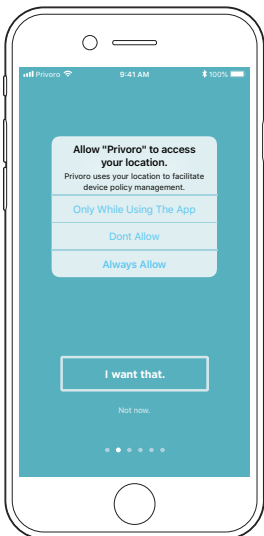 Privoro 9:41 AM 100%
Allow "Privoro" to access
your location.
Privoro uses your location to facilitate
device policy management.
Only While Using The App
Dont Allow
Always Allow
I want that.
Not now.